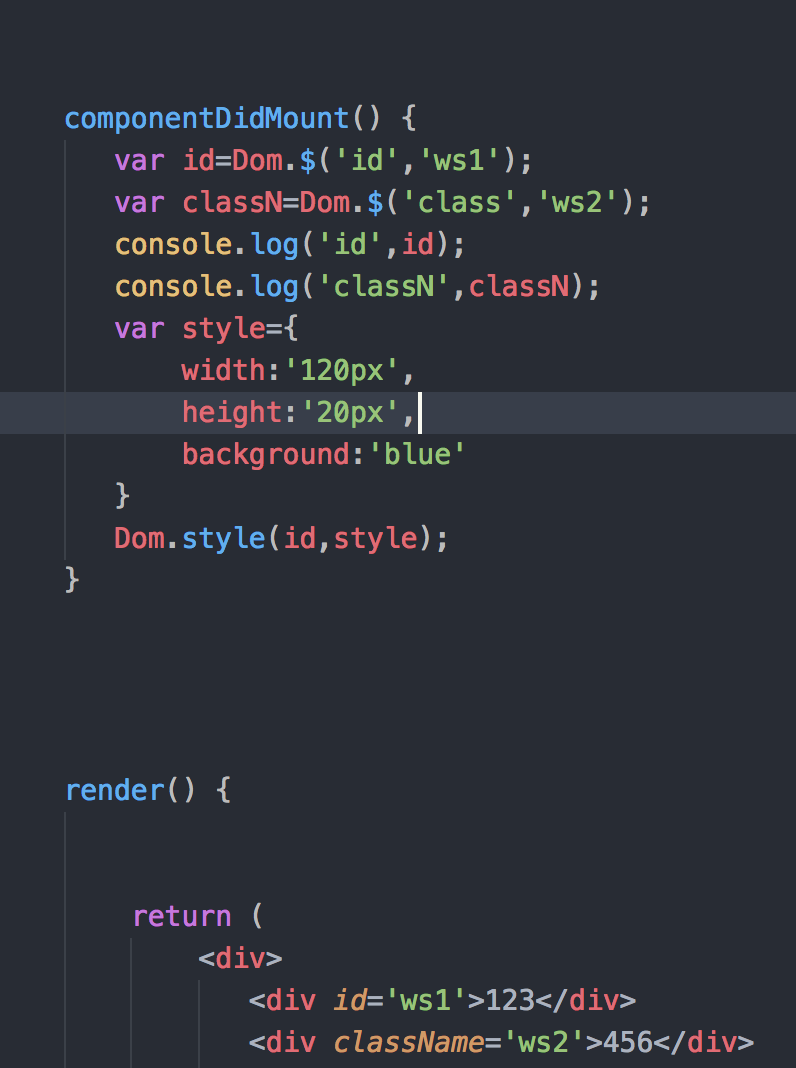 componentDidMount() {
var id=Dom.$('id','ws1');
var classN=Dom.$('class','ws2');
console.log('id',id);
console.log('classN',classN);
var style={
width:'120px',
height:'20px',
background:'blue'
}
Dom.style(id,style);
}
render() {
return (
<div>
<div id='ws1'>123</div>
<div className='ws2'>456</div>